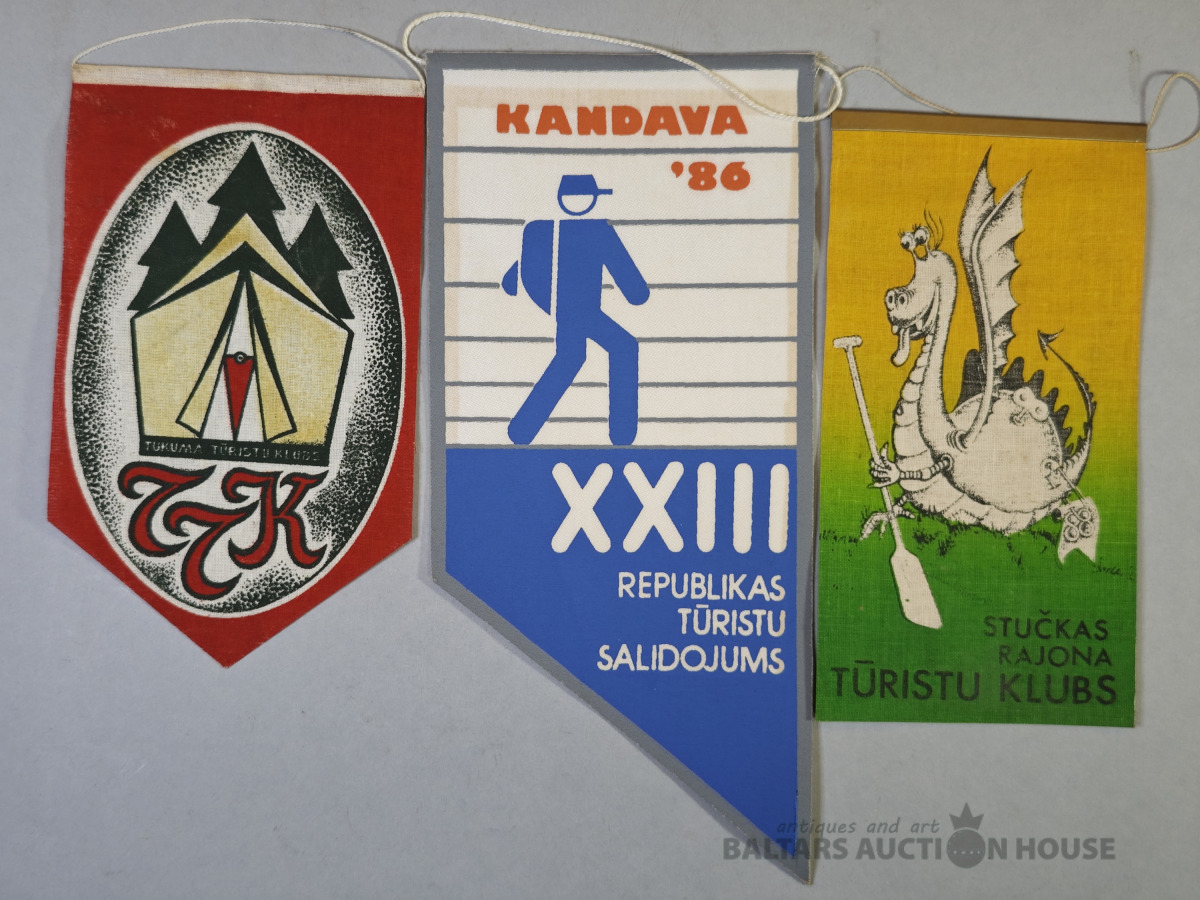 TUKUMA TŪRISTU KLUBS
TTK
KANDAVA
'86
XXIII
REPUBLIKAS
TŪRISTU
SALIDOJUMS
STUČKAS
RAJONA
TŪRISTU KLUBS
antiques and art
BALTARS AUCTION HOUSE